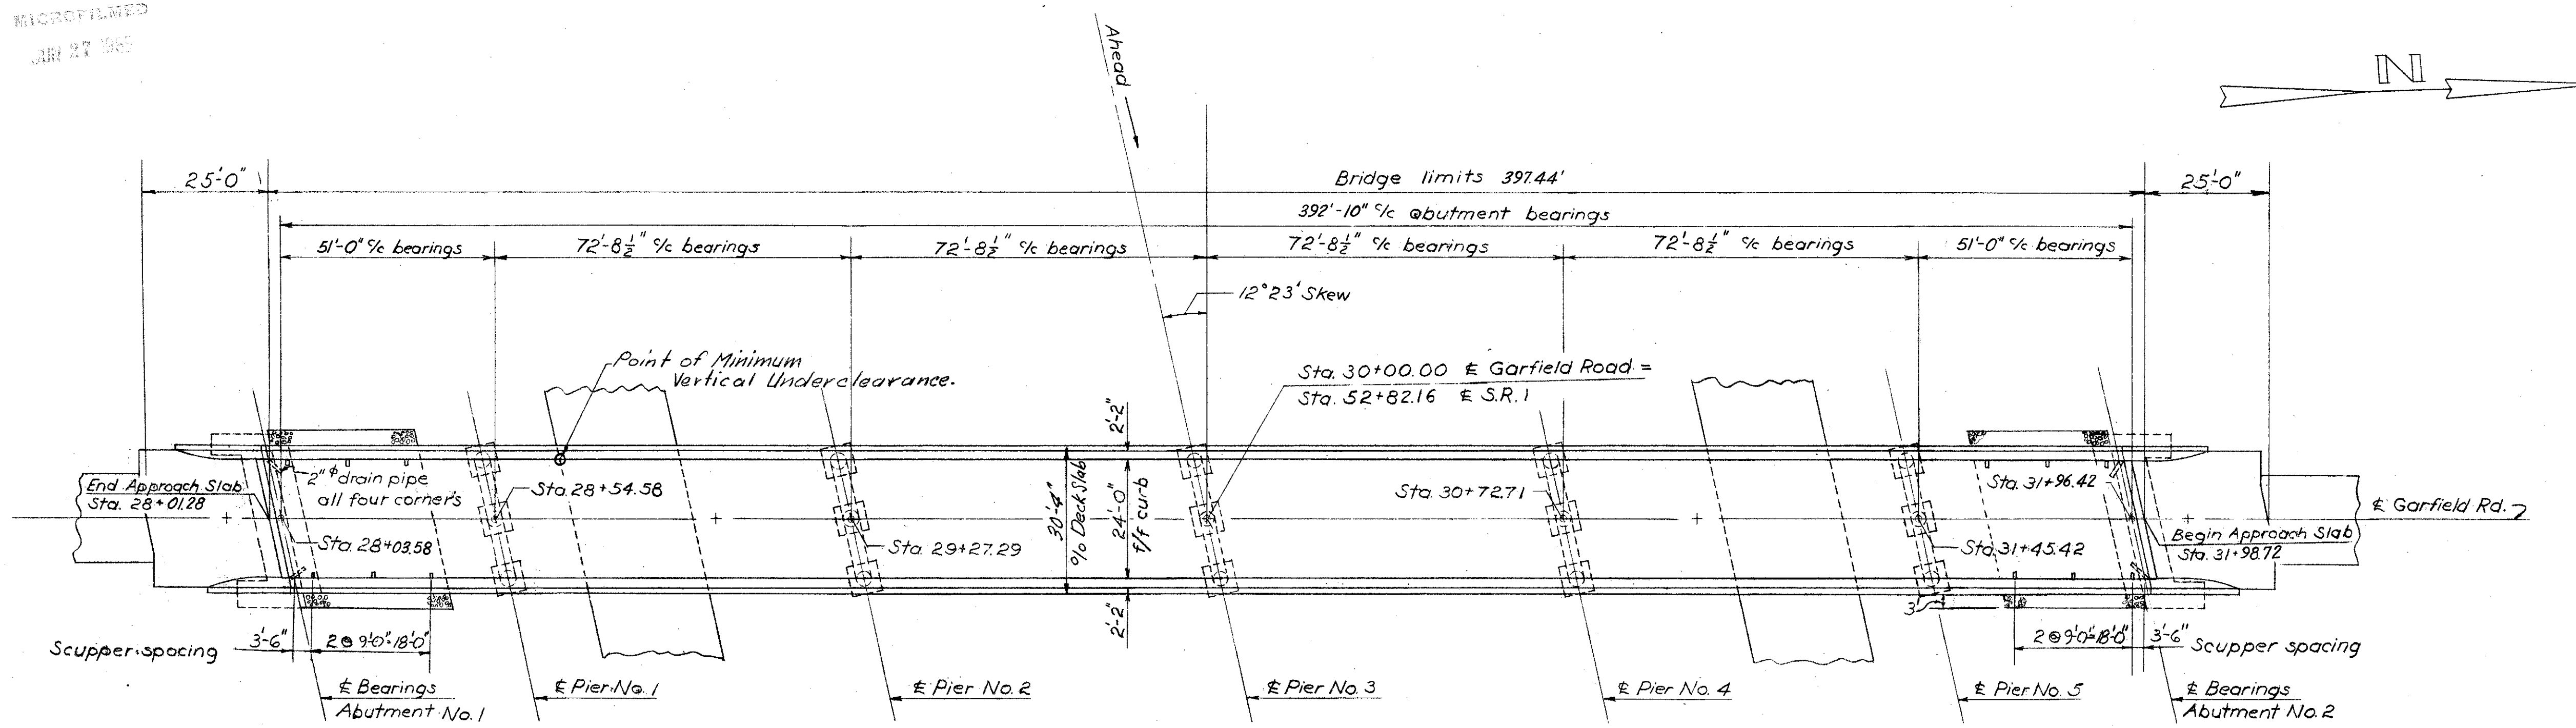 MICROFILMED
JUN 27
Ahead
N
25'-0"
Bridge limits 397.44'
25'-0"
392'-10" c/c abutment bearings
51'-0" c/c bearings
72'-8½" c/c bearings
72'-8½" c/c bearings
72'-8½" c/c bearings
72'-8½" c/c bearings
51'-0" c/c bearings
12°23' Skew
Point of Minimum
Vertical Underclearance.
Sta. 30+00.00 ℄ Garfield Road =
Sta. 52+82.16 ℄ S.R. 1
2'-2"
End Approach Slab
Sta. 28+01.28
2"φ drain pipe
all four corners
Sta. 28+54.58
30'-4"
o/o Deck Slab
24'-0"
f/f curb
Sta. 30+72.71
Sta. 31+96.42
℄ Garfield Rd.
Sta. 28+03.58
Sta. 29+27.29
Sta. 31+45.42
Begin Approach Slab
Sta. 31+98.72
2'-2"
3'
Scupper spacing
3'-6"
2@9'-0"=18'-0"
2@9'-0"=18'-0"
3'-6"
Scupper spacing
℄ Bearings
Abutment No. 1
℄ Pier No. 1
℄ Pier No. 2
℄ Pier No. 3
℄ Pier No. 4
℄ Pier No. 5
℄ Bearings
Abutment No. 2